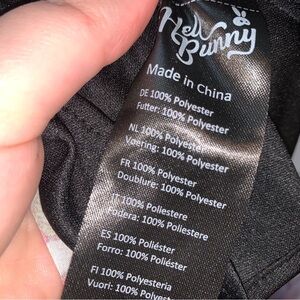 Hell
Bunny
Made in China
DE 100% Polyester
Futter: 100% Polyester
NL 100% Polyester
Voering: 100% Polyester
FR 100% Polyester
Doublure: 100% Polyester
IT 100% Poliestere
Fodera: 100% Poliestere
ES 100% Poliéster
Forro: 100% Poliéster
FI 100% Polyesteria
Vuori: 100%